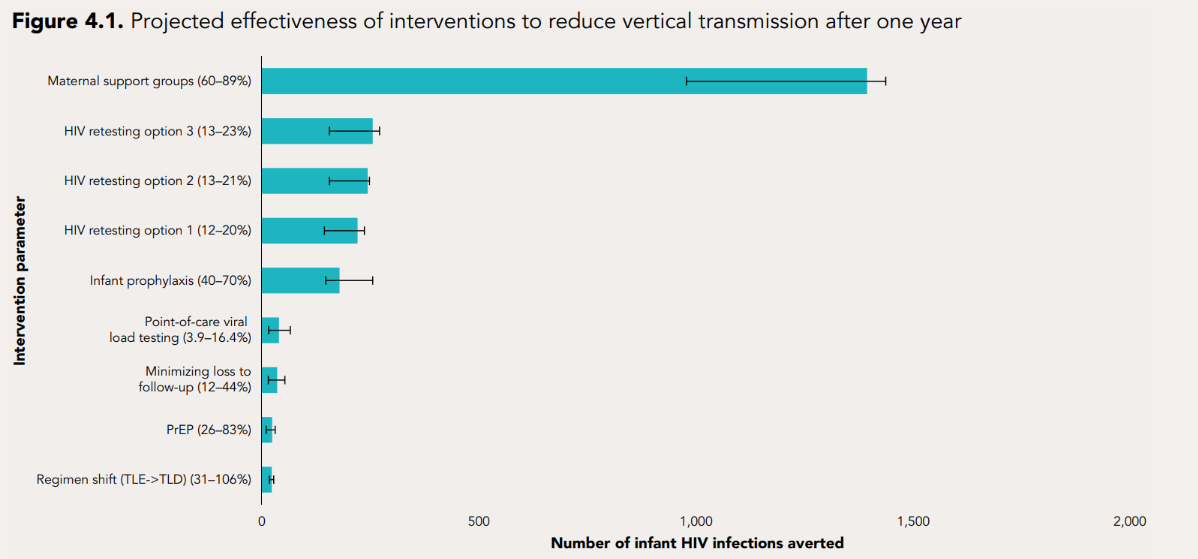 Figure 4.1. Projected effectiveness of interventions to reduce vertical transmission after one year
Intervention parameter
Maternal support groups (60–89%)
HIV retesting option 3 (13–23%)
HIV retesting option 2 (13–21%)
HIV retesting option 1 (12–20%)
Infant prophylaxis (40–70%)
Point-of-care viral
load testing (3.9–16.4%)
Minimizing loss to
follow-up (12–44%)
PrEP (26–83%)
Regimen shift (TLE->TLD) (31–106%)
0 500 1,000 1,500 2,000
Number of infant HIV infections averted